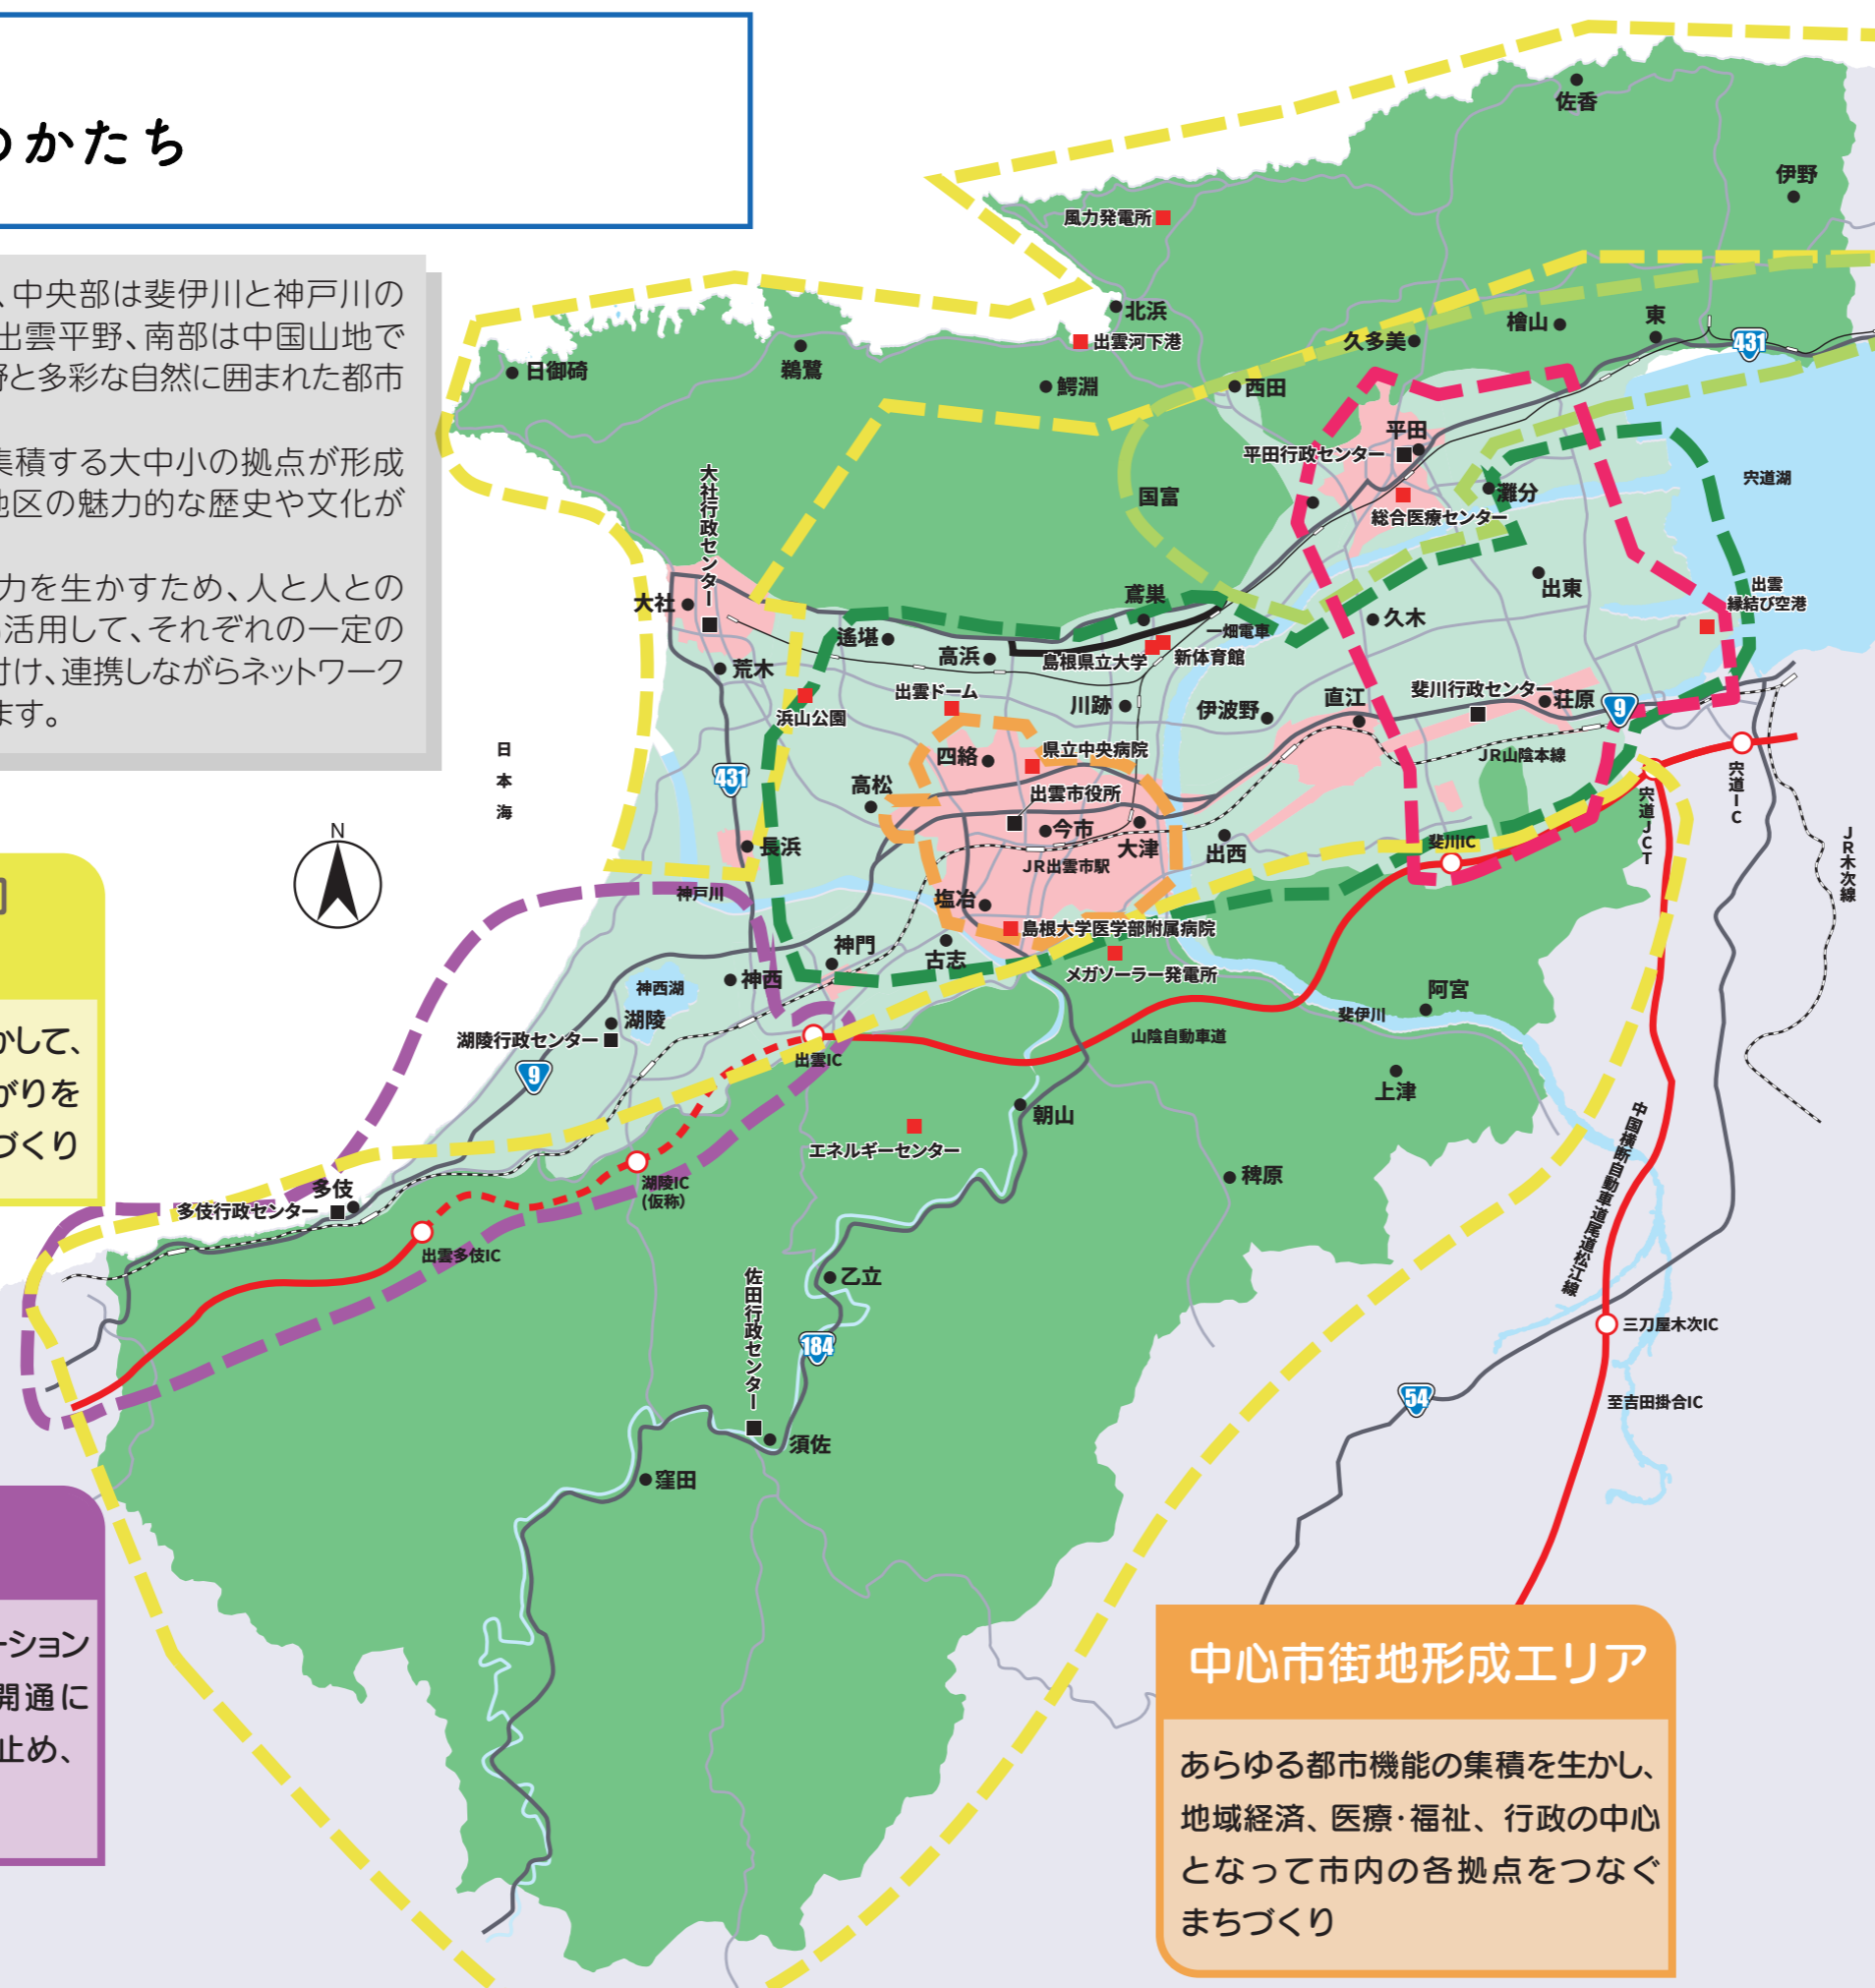 のかたち
、中央部は斐伊川と神戸川の
出雲平野、南部は中国山地で
野と多彩な自然に囲まれた都市
集積する大中小の拠点が形成
地区の魅力的な歴史や文化が
力を生かすため、人と人との
活用して、それぞれの一定の
付け、連携しながらネットワーク
ます。
佐香
伊野
風力発電所
北浜
出雲河下港
日御碕
鵜鷺
鰐淵
西田
久多美
檜山
東
431
平田
平田行政センター
総合医療センター
国富
灘分
宍道湖
大社行政センター
大社
遙堪
高浜
鳶巣
一畑電車
島根県立大学
新体育館
久木
出東
出雲
縁結び空港
荒木
浜山公園
出雲ドーム
川跡
伊波野
直江
斐川行政センター
荘原
9
日本海
431
四絡
県立中央病院
JR山陰本線
宍道IC
宍道JCT
JR木次線
高松
出雲市役所
今市
大津
JR出雲市駅
出西
斐川IC
長浜
N
神戸川
塩冶
島根大学医学部附属病院
神門
古志
メガソーラー発電所
神西
神西湖
湖陵
湖陵行政センター
9
出雲IC
山陰自動車道
斐伊川
阿宮
上津
朝山
エネルギーセンター
稗原
中国横断自動車道尾道松江線
湖陵IC
(仮称)
多伎
多伎行政センター
出雲多伎IC
乙立
184
佐田行政センター
須佐
窪田
三刀屋木次IC
54
至吉田掛合IC
かして、
がりを
づくり
ーション
開通に
止め、
中心市街地形成エリア
あらゆる都市機能の集積を生かし、
地域経済、医療・福祉、行政の中心
となって市内の各拠点をつなぐ
まちづくり